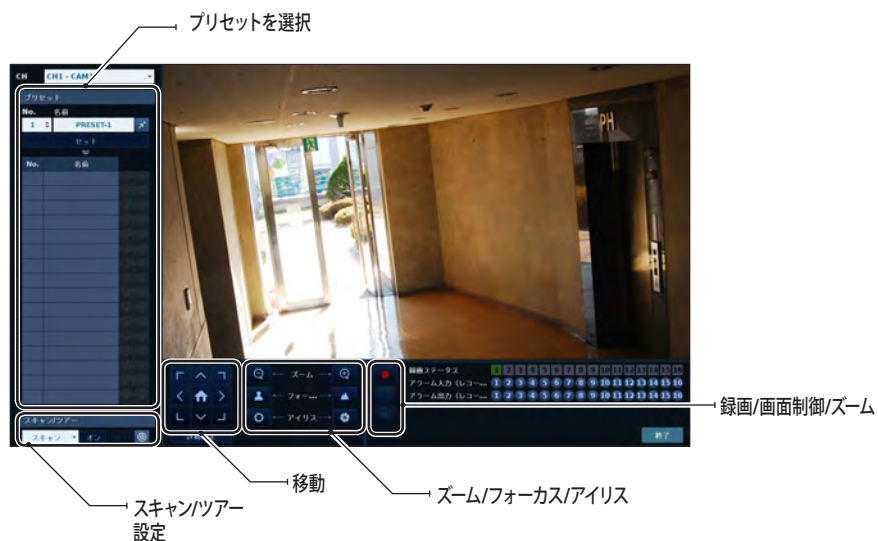 プリセットを選択
CH CH1 - CAM1
プリセット
No. 名前
1 PRESET-1
セット
No. 名前
PH
ズーム
フォー...
アイリス
録画ステータス 1 2 3 4 5 6 7 8 9 10 11 12 13 14 15 16
アラーム入力（レコー... 1 2 3 4 5 6 7 8 9 10 11 12 13 14 15 16
アラーム出力（レコー... 1 2 3 4 5 6 7 8 9 10 11 12 13 14 15 16
録画/画面制御/ズーム
スキャン/ツアー
スキャン オン
終了
移動
ズーム/フォーカス/アイリス
スキャン/ツアー
設定